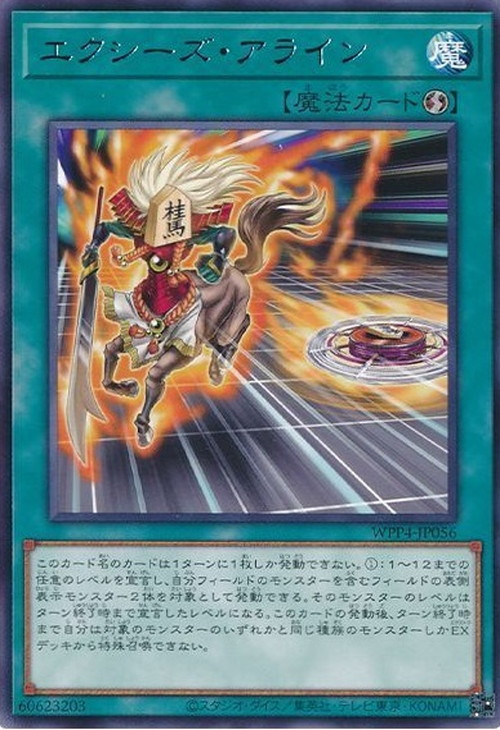 エクシーズ・アライン
魔
【魔法カード】
桂馬
WPP4-JP056
このカード名のカードは1ターンに1枚しか発動できない。①:1~12までの
任意のレベルを宣言し、自分フィールドのモンスターを含むフィールドの表側
表示モンスター2体を対象として発動できる。そのモンスターのレベルは
ターン終了時まで宣言したレベルになる。このカードの発動後、ターン終了時
まで自分は対象のモンスターのいずれかと同じ種族のモンスターしかEX
デッキから特殊召喚できない。
60623203
©スタジオ・ダイス/集英社・テレビ東京・KONAMI